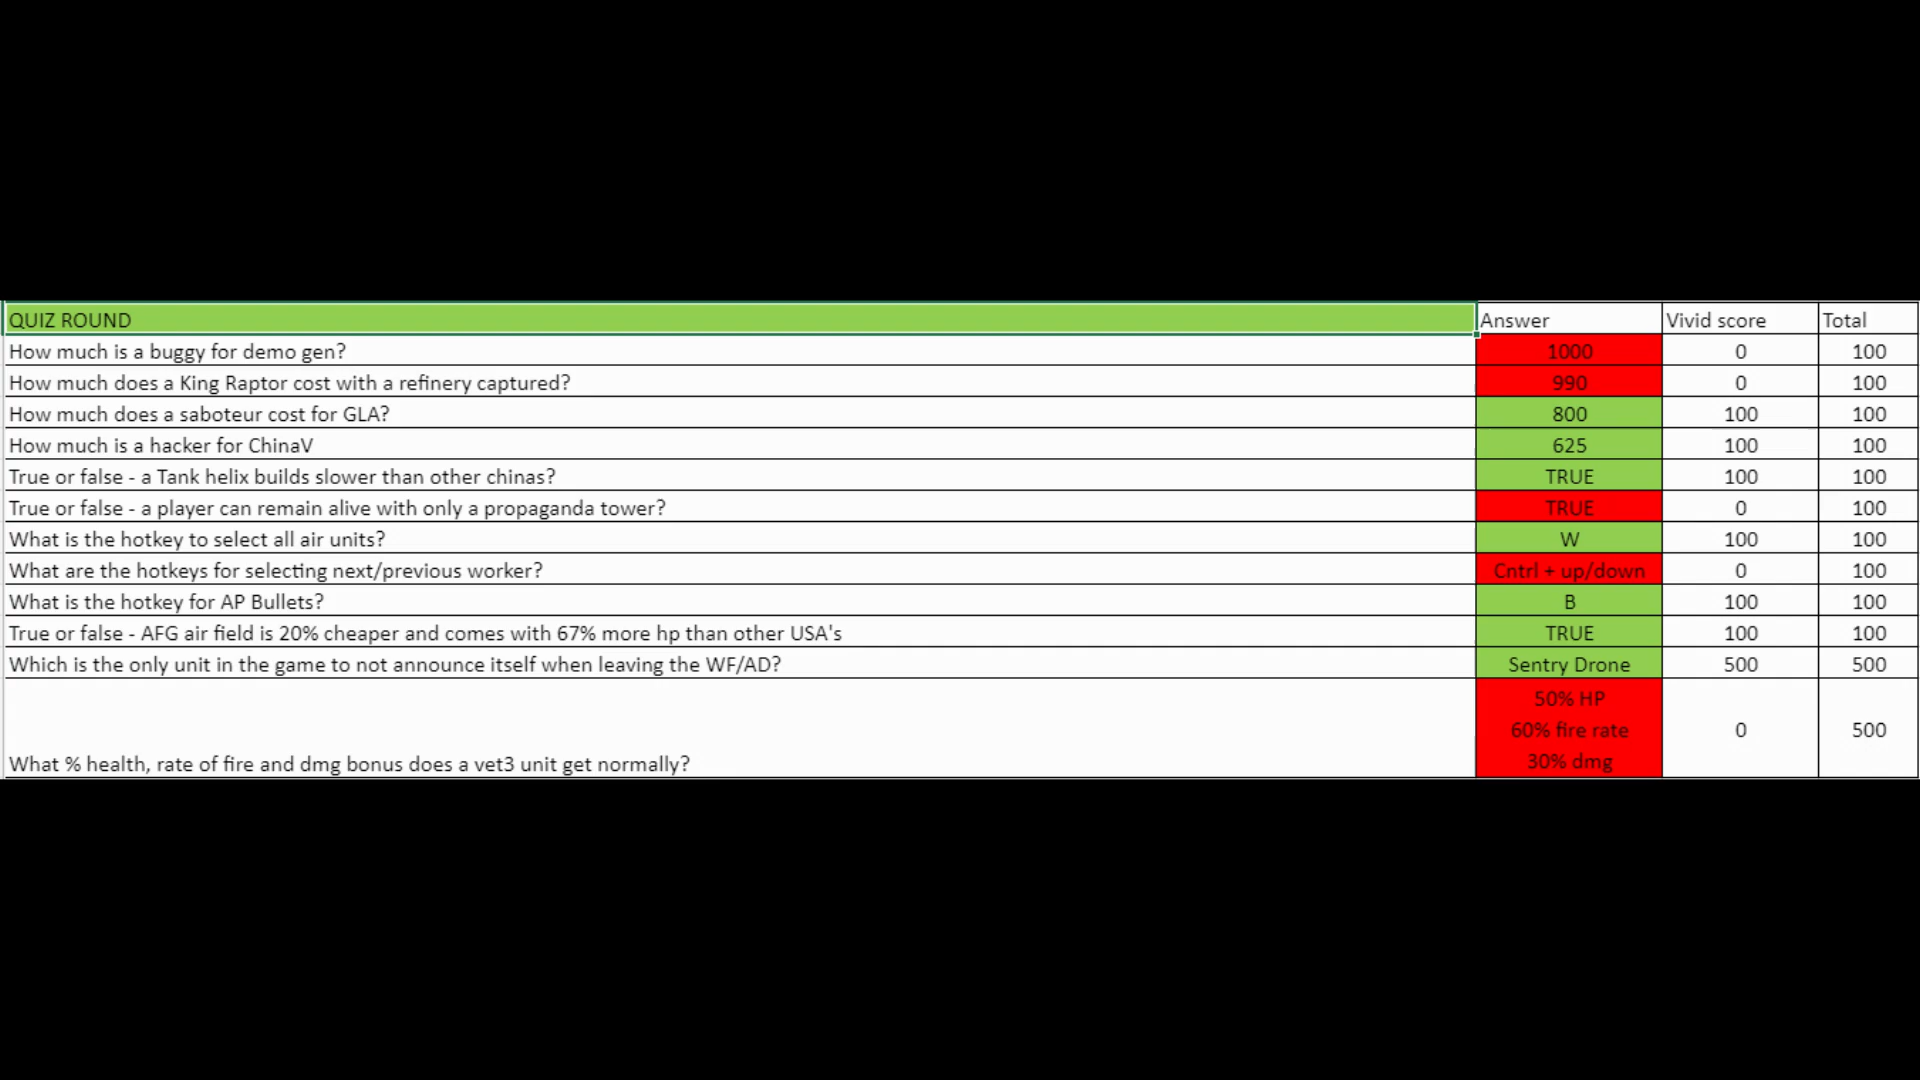 QUIZ ROUND Answer Vivid score Total
How much is a buggy for demo gen? 1000 0 100
How much does a King Raptor cost with a refinery captured? 990 0 100
How much does a saboteur cost for GLA? 800 100 100
How much is a hacker for ChinaV 625 100 100
True or false - a Tank helix builds slower than other chinas? TRUE 100 100
True or false - a player can remain alive with only a propaganda tower? TRUE 0 100
What is the hotkey to select all air units? W 100 100
What are the hotkeys for selecting next/previous worker? Cntrl + up/down 0 100
What is the hotkey for AP Bullets? B 100 100
True or false - AFG air field is 20% cheaper and comes with 67% more hp than other USA's TRUE 100 100
Which is the only unit in the game to not announce itself when leaving the WF/AD? Sentry Drone 500 500
50% HP
60% fire rate 0 500
30% dmg
What % health, rate of fire and dmg bonus does a vet3 unit get normally?